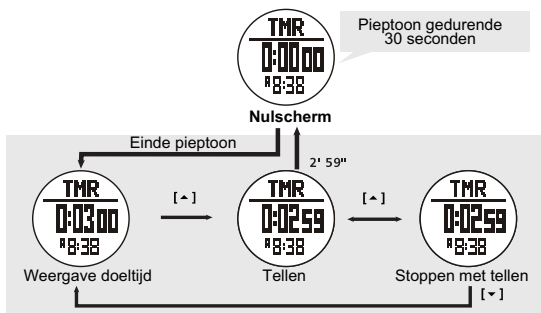 TMR
0:00 00
A 8:38
Pieptoon gedurende
30 seconden
Nulscherm
Einde pieptoon
2' 59"
TMR
0:03 00
A 8:38
Weergave doeltijd
[▲]
TMR
0:02 59
A 8:38
Tellen
[▲]
TMR
0:02 59
A 8:38
Stoppen met tellen
[▼]